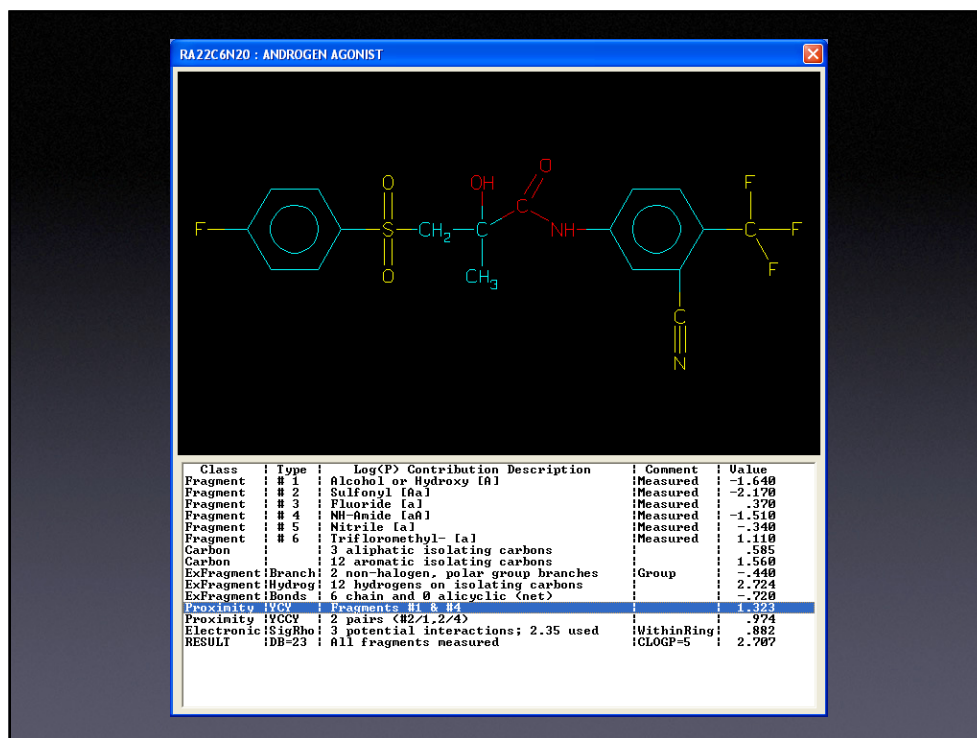 RA22C6N20 : ANDROGEN AGONIST
O
O
OH
F
F
S
CH2
C
C
NH
C
F
O
CH3
F
C
N
Class ¦ Type ¦ Log(P) Contribution Description ¦ Comment ¦ Value
Fragment ¦ # 1 ¦ Alcohol or Hydroxy [A] ¦Measured ¦ -1.640
Fragment ¦ # 2 ¦ Sulfonyl [Aa] ¦Measured ¦ -2.170
Fragment ¦ # 3 ¦ Fluoride [a] ¦Measured ¦ .370
Fragment ¦ # 4 ¦ NH-Amide [aA] ¦Measured ¦ -1.510
Fragment ¦ # 5 ¦ Nitrile [a] ¦Measured ¦ -.340
Fragment ¦ # 6 ¦ Trifloromethyl- [a] ¦Measured ¦ 1.110
Carbon ¦ ¦ 3 aliphatic isolating carbons ¦ ¦ .585
Carbon ¦ ¦ 12 aromatic isolating carbons ¦ ¦ 1.560
ExFragment¦Branch¦ 2 non-halogen, polar group branches ¦Group ¦ -.440
ExFragment¦Hydrog¦ 12 hydrogens on isolating carbons ¦ ¦ 2.724
ExFragment¦Bonds ¦ 6 chain and 0 alicyclic (net) ¦ ¦ -.720
Proximity ¦YCY ¦ Fragments #1 & #4 ¦ ¦ 1.323
Proximity ¦YCCY ¦ 2 pairs (#2/1,2/4) ¦ ¦ .974
Electronic¦SigRho¦ 3 potential interactions; 2.35 used ¦WithinRing¦ .882
RESULT ¦DB=23 ¦ All fragments measured ¦CLOGP=5 ¦ 2.707